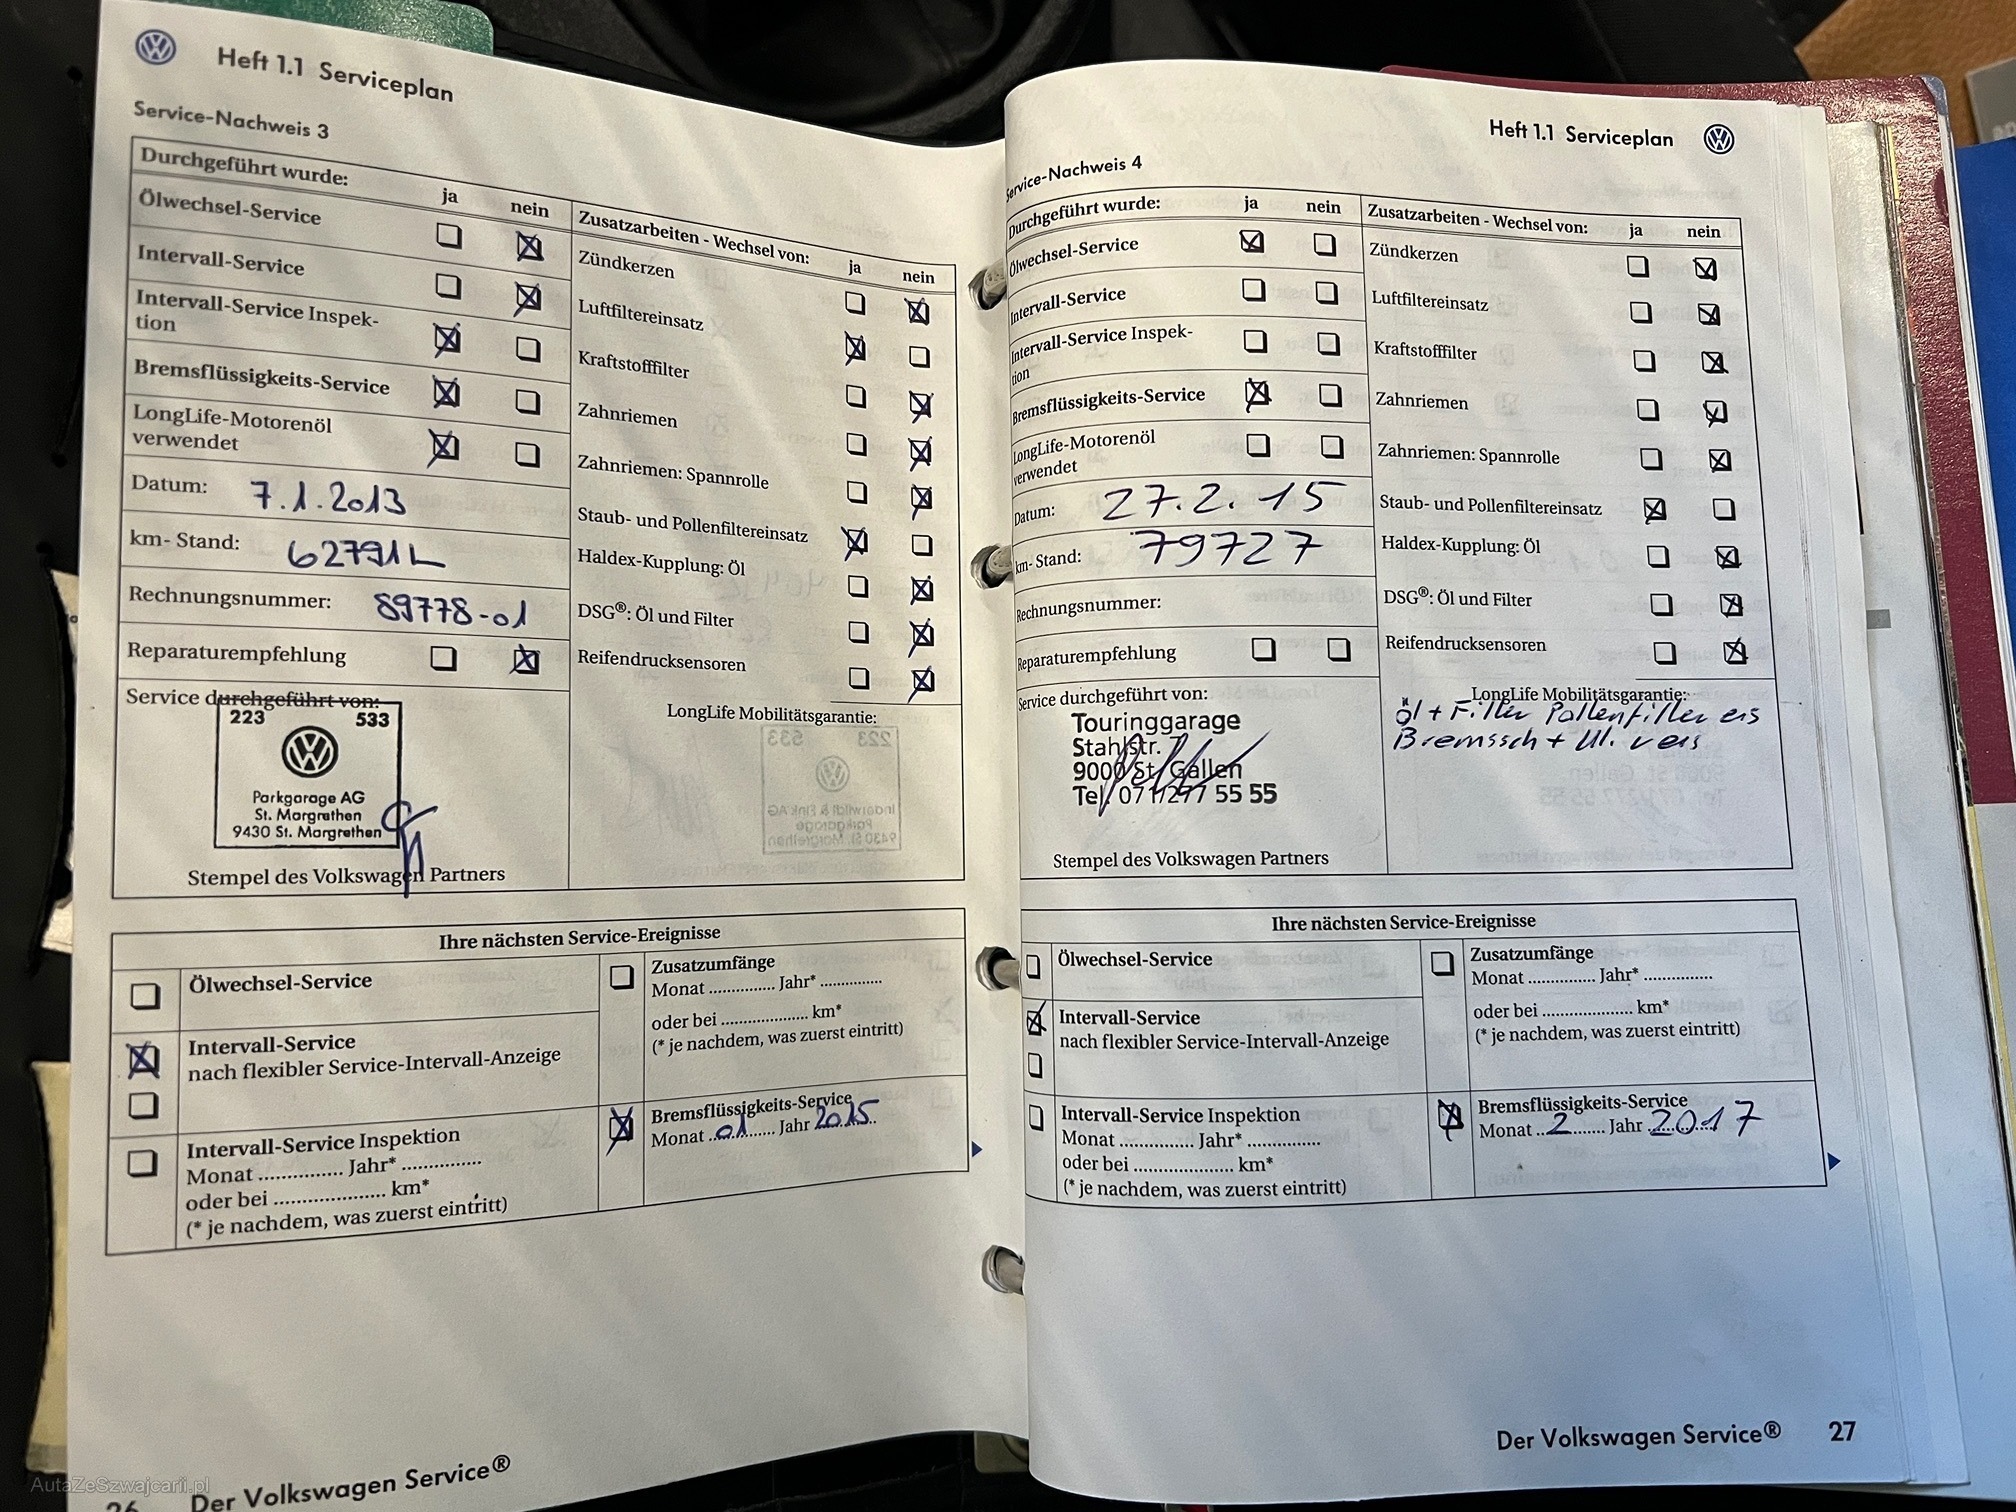 Heft 1.1 Serviceplan
Service-Nachweis 3
Durchgeführt wurde:
ja
nein
Ölwechsel-Service
Intervall-Service
Intervall-Service Inspek-
tion
Bremsflüssigkeits-Service
LongLife-Motorenöl
verwendet
Datum: 7.1.2013
km- Stand: 62791
Rechnungsnummer: 89778-01
Reparaturempfehlung
Service durchgeführt von:
223 533
Parkgarage AG
St. Margrethen
9430 St. Margrethen
Stempel des Volkswagen Partners
Zusatzarbeiten - Wechsel von:
ja
nein
Zündkerzen
Luftfiltereinsatz
Kraftstofffilter
Zahnriemen
Zahnriemen: Spannrolle
Staub- und Pollenfiltereinsatz
Haldex-Kupplung: Öl
DSG®: Öl und Filter
Reifendrucksensoren
LongLife Mobilitätsgarantie:
Ihre nächsten Service-Ereignisse
Ölwechsel-Service
Intervall-Service
nach flexibler Service-Intervall-Anzeige
Intervall-Service Inspektion
Monat ............... Jahr* ...............
oder bei .................... km*
(* je nachdem, was zuerst eintritt)
Zusatzumfänge
Monat ............... Jahr* ...............
oder bei .................... km*
(* je nachdem, was zuerst eintritt)
Bremsflüssigkeits-Service
Monat 01 Jahr 2015
26 Der Volkswagen Service®
Heft 1.1 Serviceplan
Service-Nachweis 4
Durchgeführt wurde:
ja
nein
Ölwechsel-Service
Intervall-Service
Intervall-Service Inspek-
tion
Bremsflüssigkeits-Service
LongLife-Motorenöl
verwendet
Datum: 27.2.15
km- Stand: 79727
Rechnungsnummer:
Reparaturempfehlung
Service durchgeführt von:
Touringgarage
Stahlstr. 7
9000 St. Gallen
Tel. 071/277 55 55
Stempel des Volkswagen Partners
Zusatzarbeiten - Wechsel von:
ja
nein
Zündkerzen
Luftfiltereinsatz
Kraftstofffilter
Zahnriemen
Zahnriemen: Spannrolle
Staub- und Pollenfiltereinsatz
Haldex-Kupplung: Öl
DSG®: Öl und Filter
Reifendrucksensoren
LongLife Mobilitätsgarantie:
öl + Filter Pollenfilter ers
Bremssch + Kl. v ers
Ihre nächsten Service-Ereignisse
Ölwechsel-Service
Intervall-Service
nach flexibler Service-Intervall-Anzeige
Intervall-Service Inspektion
Monat ............... Jahr* ...............
oder bei .................... km*
(* je nachdem, was zuerst eintritt)
Zusatzumfänge
Monat ............... Jahr* ...............
oder bei .................... km*
(* je nachdem, was zuerst eintritt)
Bremsflüssigkeits-Service
Monat 2 Jahr 2017
Der Volkswagen Service® 27
AutaZeSzwajcarii.pl